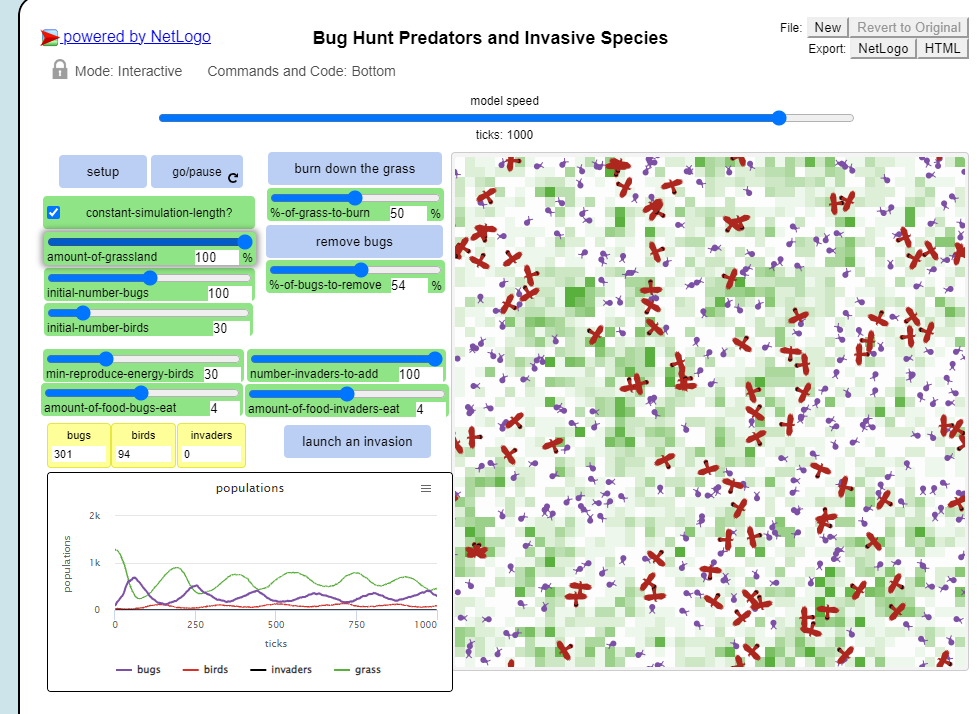 powered by NetLogo
Bug Hunt Predators and Invasive Species
File: New Revert to Original
Export: NetLogo HTML
Mode: Interactive Commands and Code: Bottom
model speed
ticks: 1000
setup
go/pause
burn down the grass
constant-simulation-length?
%-of-grass-to-burn 50 %
remove bugs
amount-of-grassland 100 %
%-of-bugs-to-remove 54 %
initial-number-bugs 100
initial-number-birds 30
min-reproduce-energy-birds 30
number-invaders-to-add 100
amount-of-food-bugs-eat 4
amount-of-food-invaders-eat 4
bugs birds invaders
301 94 0
launch an invasion
populations
populations
2k
1k
0
0 250 500 750 1000
ticks
bugs birds invaders grass